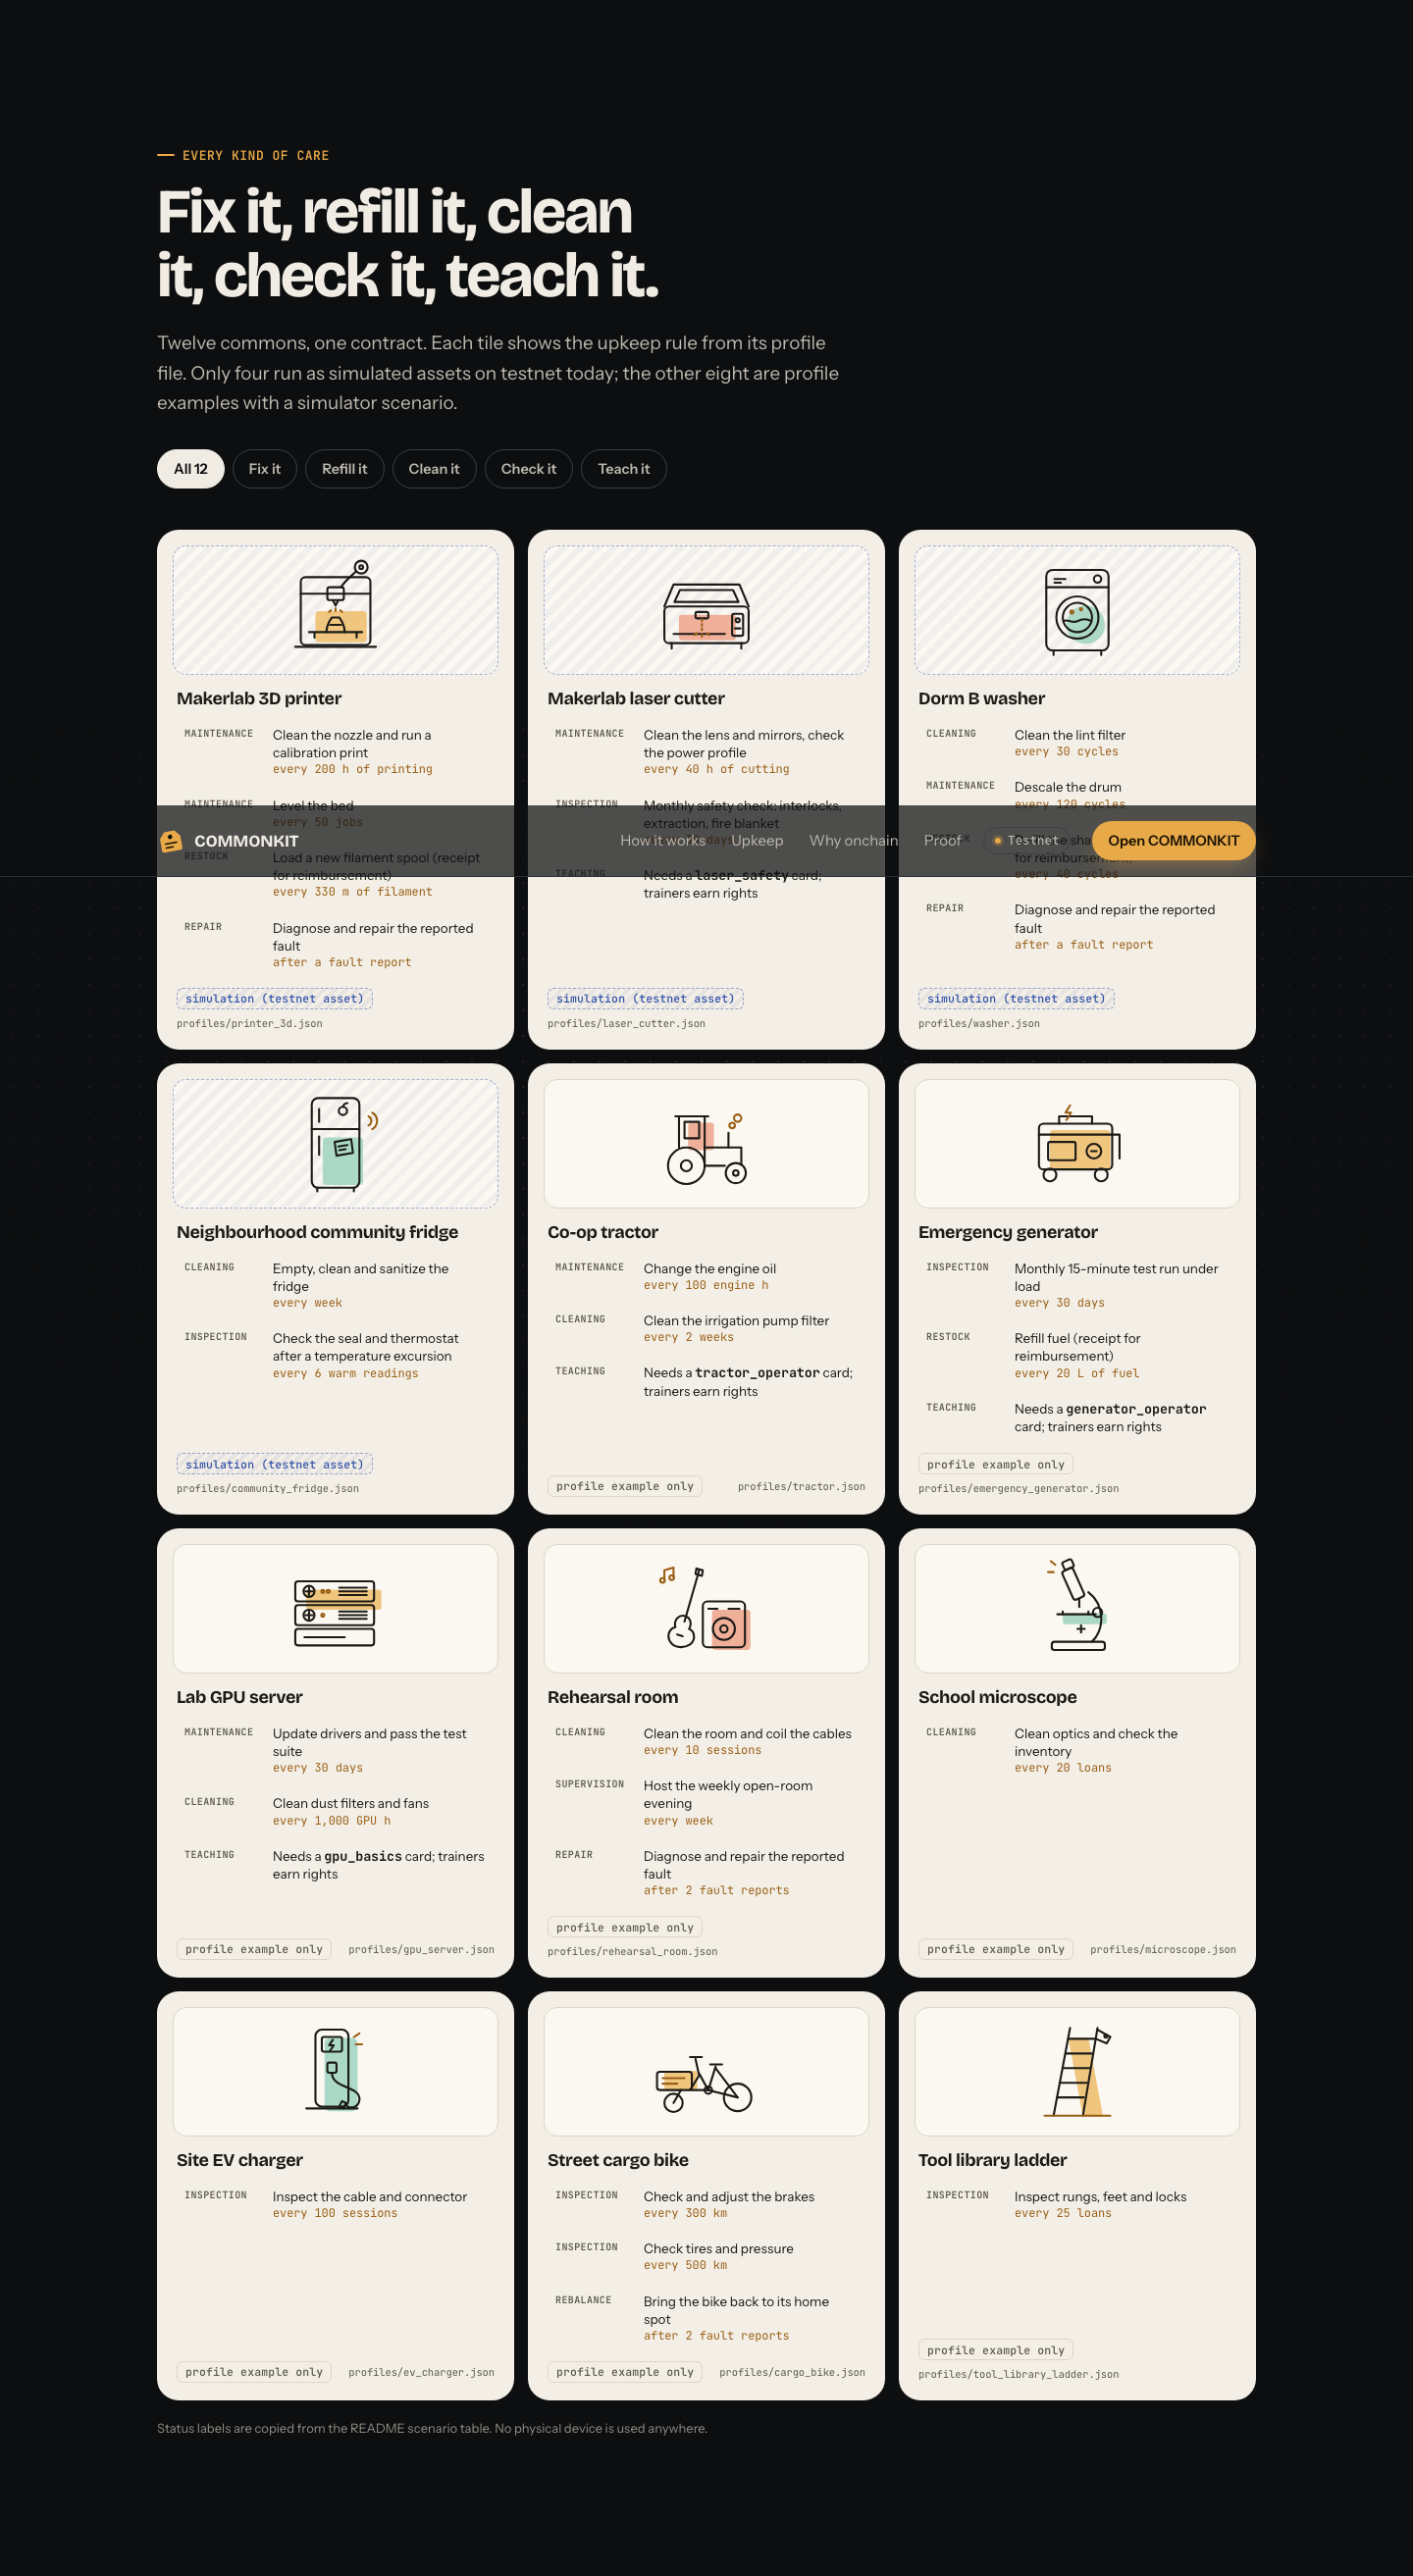 EVERY KIND OF CARE
Fix it, refill it, clean
it, check it, teach it.
Twelve commons, one contract. Each tile shows the upkeep rule from its profile
file. Only four run as simulated assets on testnet today; the other eight are profile
examples with a simulator scenario.
All 12
Fix it
Refill it
Clean it
Check it
Teach it
Makerlab 3D printer
MAINTENANCE
Clean the nozzle and run a
calibration print
every 200 h of printing
MAINTENANCE
Level the bed
every 50 jobs
RESTOCK
Load a new filament spool (receipt
for reimbursement)
every 330 m of filament
REPAIR
Diagnose and repair the reported
fault
after a fault report
simulation (testnet asset)
profiles/printer_3d.json
Makerlab laser cutter
MAINTENANCE
Clean the lens and mirrors, check
the power profile
every 40 h of cutting
INSPECTION
Monthly safety check: interlocks,
extraction, fire blanket
days
TEACHING
Needs a laser_safety card;
trainers earn rights
simulation (testnet asset)
profiles/laser_cutter.json
Dorm B washer
CLEANING
Clean the lint filter
every 30 cycles
MAINTENANCE
Descale the drum
every 120 cycles
for reimbursement)
every 40 cycles
REPAIR
Diagnose and repair the reported
fault
after a fault report
simulation (testnet asset)
profiles/washer.json
COMMONKIT
How it works
Upkeep
Why onchain
Proof
Testnet
Open COMMONKIT
Neighbourhood community fridge
CLEANING
Empty, clean and sanitize the
fridge
every week
INSPECTION
Check the seal and thermostat
after a temperature excursion
every 6 warm readings
simulation (testnet asset)
profiles/community_fridge.json
Co-op tractor
MAINTENANCE
Change the engine oil
every 100 engine h
CLEANING
Clean the irrigation pump filter
every 2 weeks
TEACHING
Needs a tractor_operator card;
trainers earn rights
profile example only
profiles/tractor.json
Emergency generator
INSPECTION
Monthly 15-minute test run under
load
every 30 days
RESTOCK
Refill fuel (receipt for
reimbursement)
every 20 L of fuel
TEACHING
Needs a generator_operator
card; trainers earn rights
profile example only
profiles/emergency_generator.json
Lab GPU server
MAINTENANCE
Update drivers and pass the test
suite
every 30 days
CLEANING
Clean dust filters and fans
every 1,000 GPU h
TEACHING
Needs a gpu_basics card; trainers
earn rights
profile example only
profiles/gpu_server.json
Rehearsal room
CLEANING
Clean the room and coil the cables
every 10 sessions
SUPERVISION
Host the weekly open-room
evening
every week
REPAIR
Diagnose and repair the reported
fault
after 2 fault reports
profile example only
profiles/rehearsal_room.json
School microscope
CLEANING
Clean optics and check the
inventory
every 20 loans
profile example only
profiles/microscope.json
Site EV charger
INSPECTION
Inspect the cable and connector
every 100 sessions
profile example only
profiles/ev_charger.json
Street cargo bike
INSPECTION
Check and adjust the brakes
every 300 km
INSPECTION
Check tires and pressure
every 500 km
REBALANCE
Bring the bike back to its home
spot
after 2 fault reports
profile example only
profiles/cargo_bike.json
Tool library ladder
INSPECTION
Inspect rungs, feet and locks
every 25 loans
profile example only
profiles/tool_library_ladder.json
Status labels are copied from the README scenario table. No physical device is used anywhere.